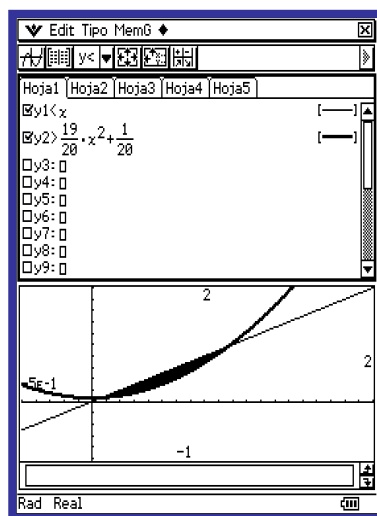 Edit Tipo MemG
y<
Hoja1 Hoja2 Hoja3 Hoja4 Hoja5
y1<x [—]
y2>19/20·x²+1/20 [—]
y3:
y4:
y5:
y6:
y7:
y8:
y9:
2
.5E-1
2
-1
Rad Real